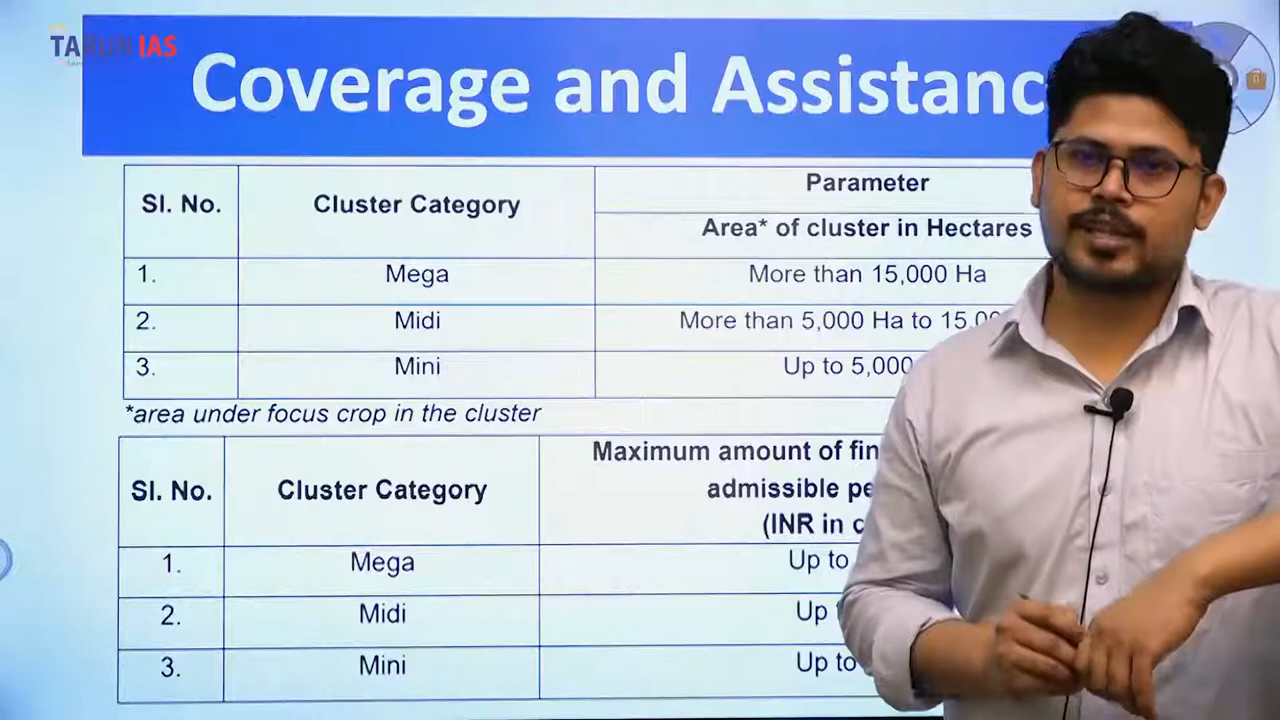 TARUN IAS
Coverage and Assistanc
Sl. No.
Cluster Category
Parameter
Area* of cluster in Hectares
1.
Mega
More than 15,000 Ha
2.
Midi
More than 5,000 Ha to 15,00
3.
Mini
Up to 5,000
*area under focus crop in the cluster
Sl. No.
Cluster Category
Maximum amount of fin
admissible pe
(INR in c
1.
Mega
Up to
2.
Midi
Up
3.
Mini
Up to